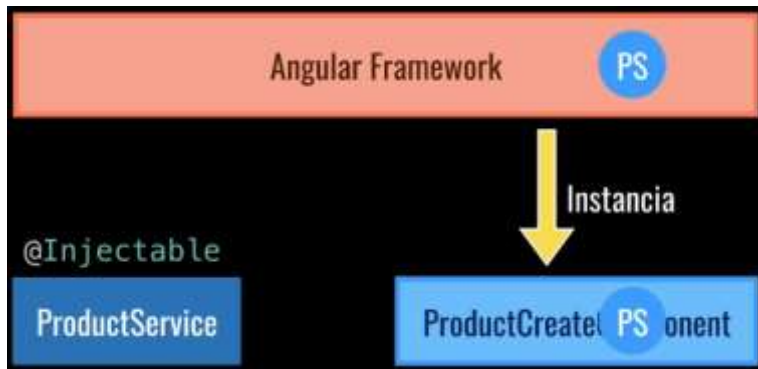 Angular Framework PS
Instancia
@Injectable
ProductService
ProductCreate PS onent